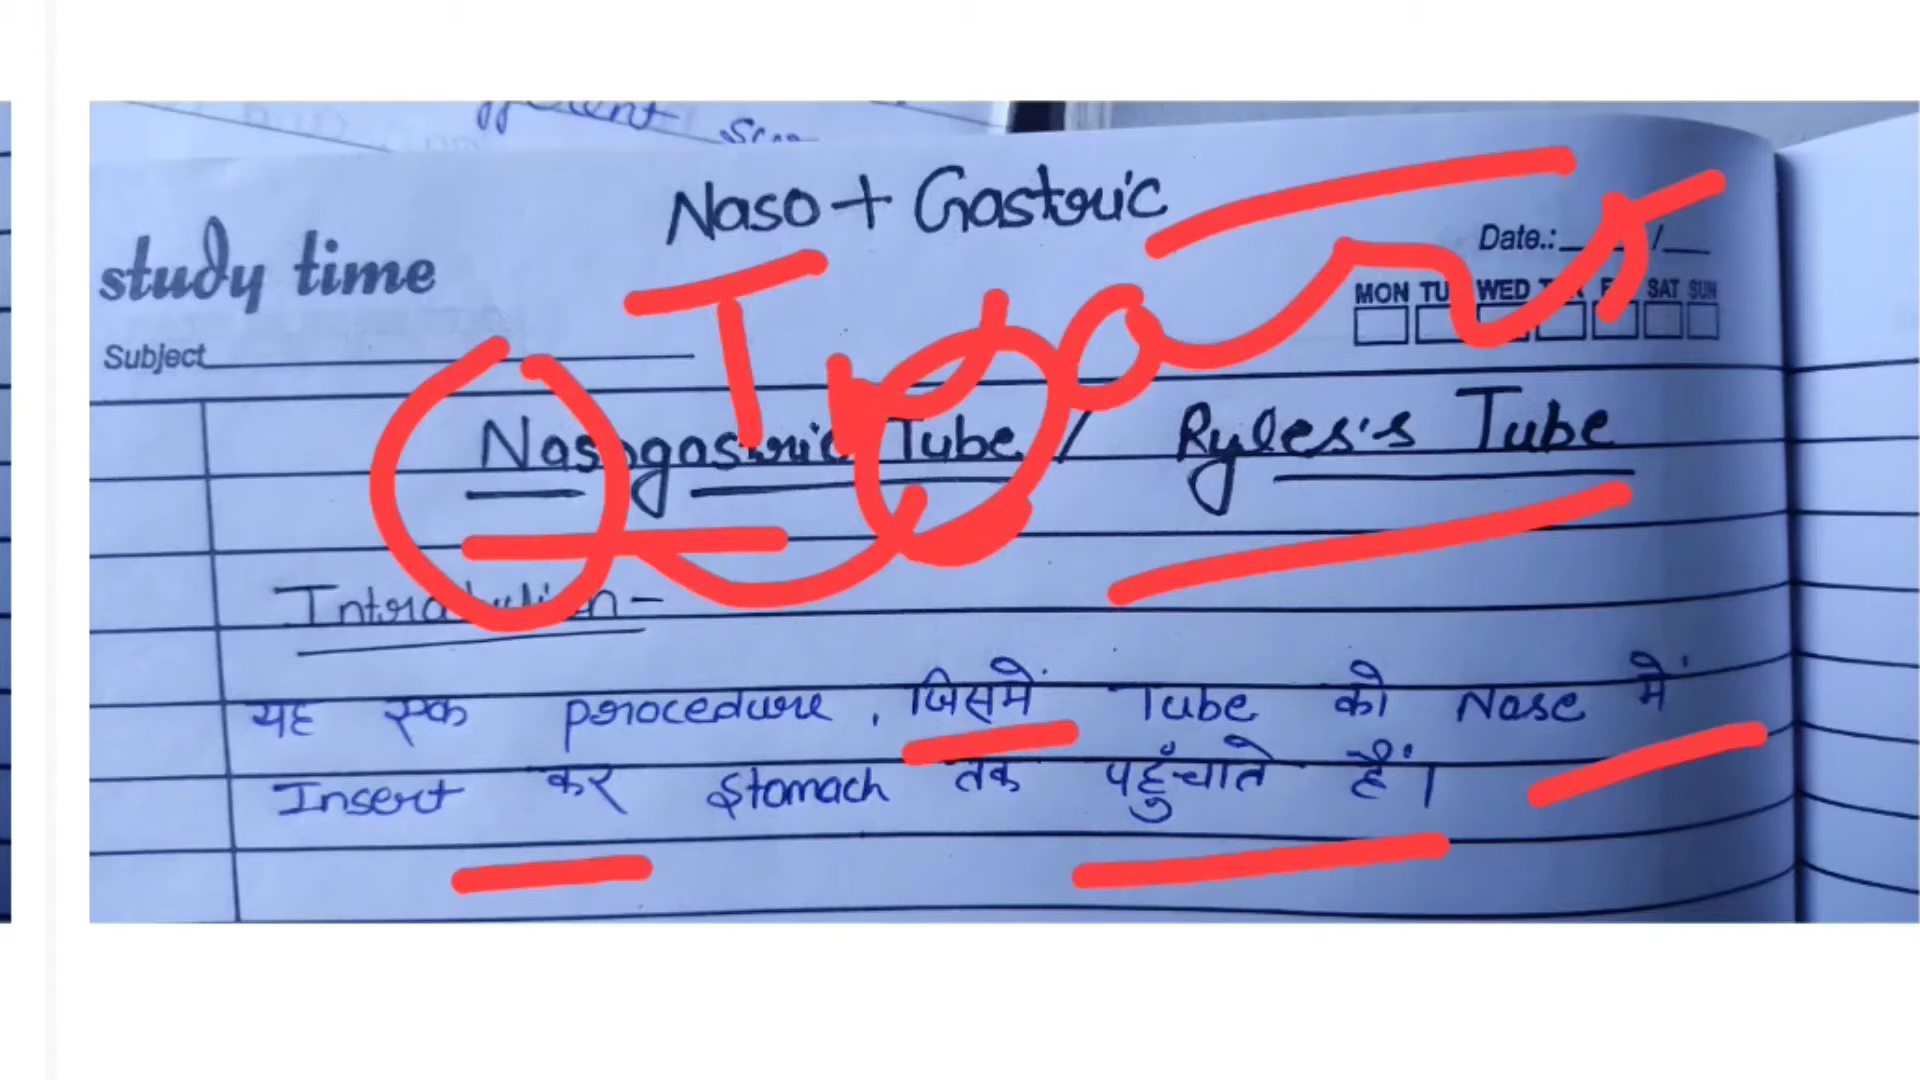 Naso + Gastric
study time
Date.: / /
MON TU WED SAT SUN
Subject
Nasogastric Tube / Ryles's Tube
Introduction -
यह एक procedure, जिसमें Tube को Nose में
Insert कर stomach तक पहुँचाते हैं।